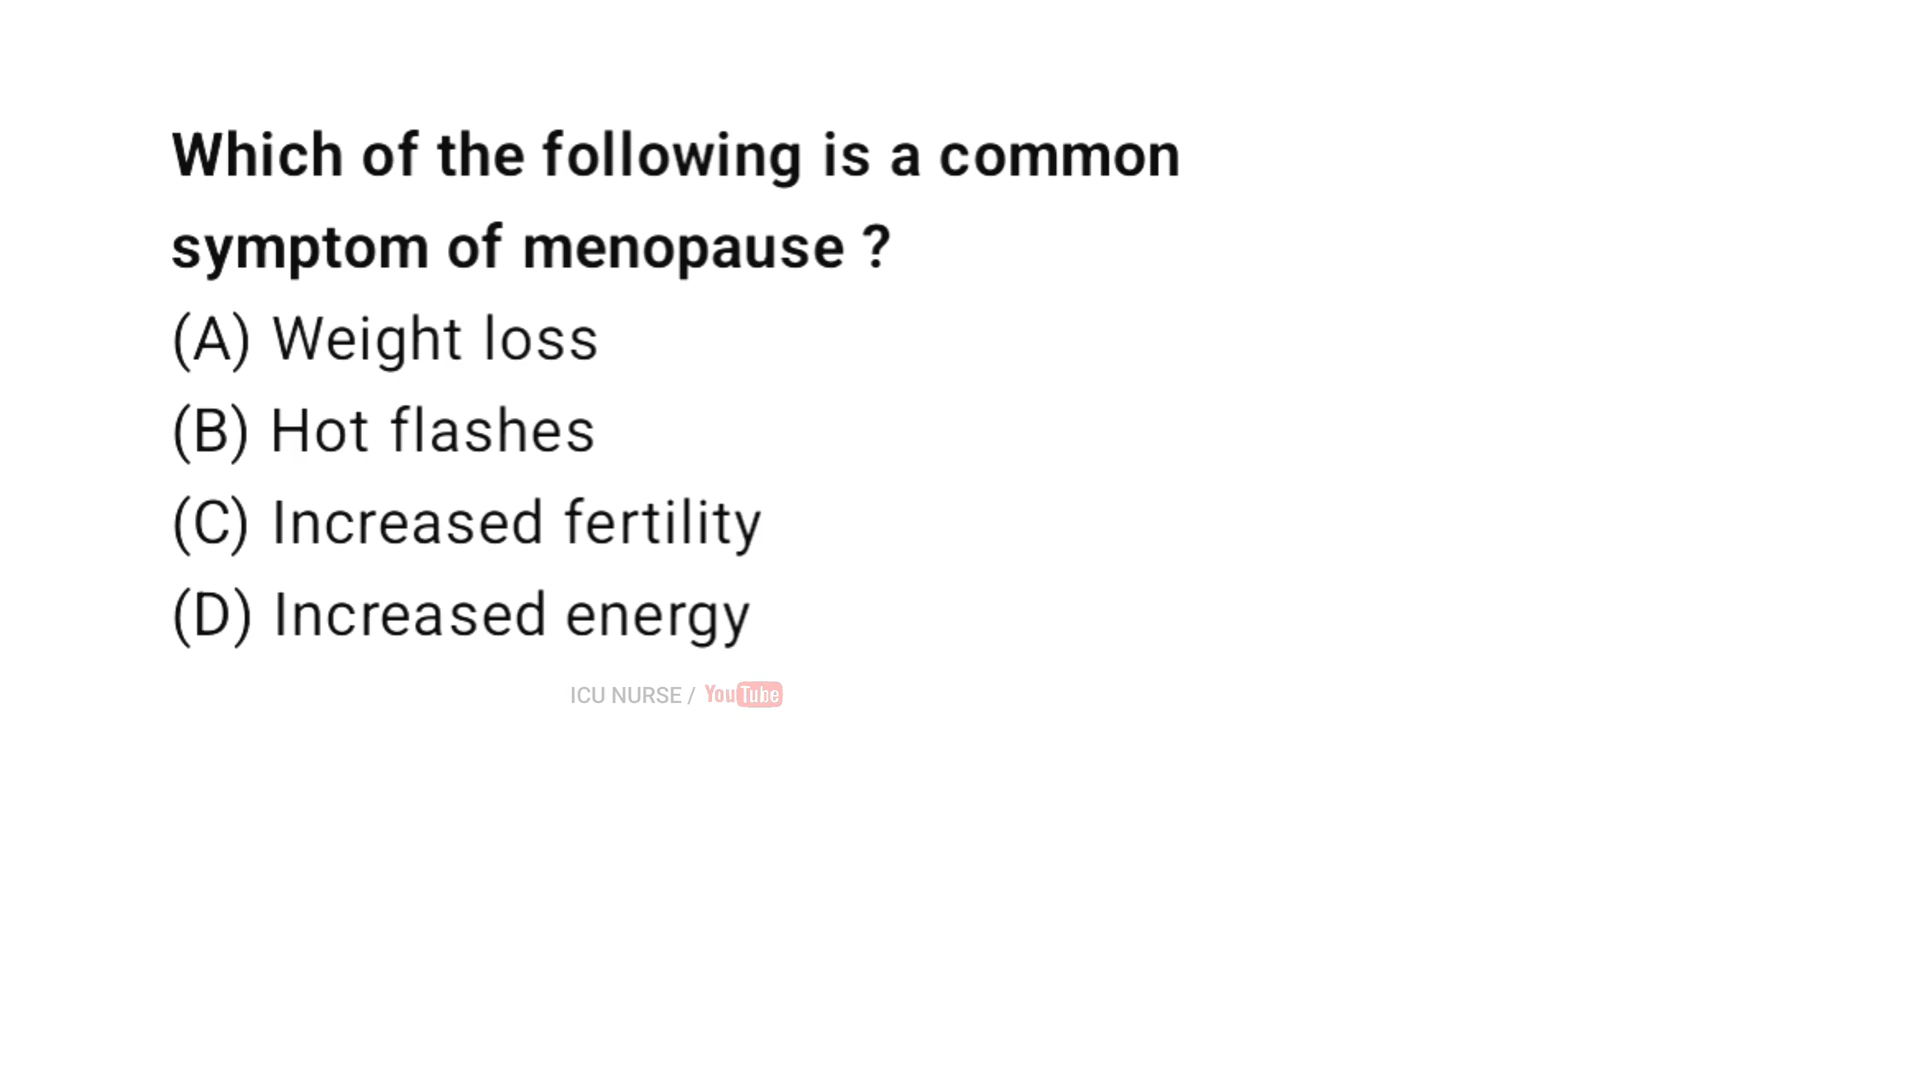 Which of the following is a common
symptom of menopause ?
(A) Weight loss
(B) Hot flashes
(C) Increased fertility
(D) Increased energy
ICU NURSE / YouTube